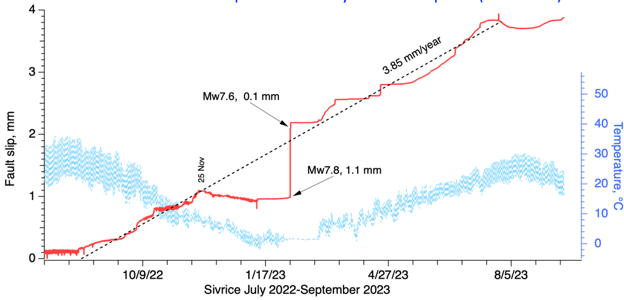 4
3
2
1
0
Fault slip, mm
Mw7.6, 0.1 mm
Mw7.8, 1.1 mm
25 Nov
3.85 mm/year
50
40
30
20
10
0
Temperature, °C
10/9/22 1/17/23 4/27/23 8/5/23
Sivrice July 2022-September 2023